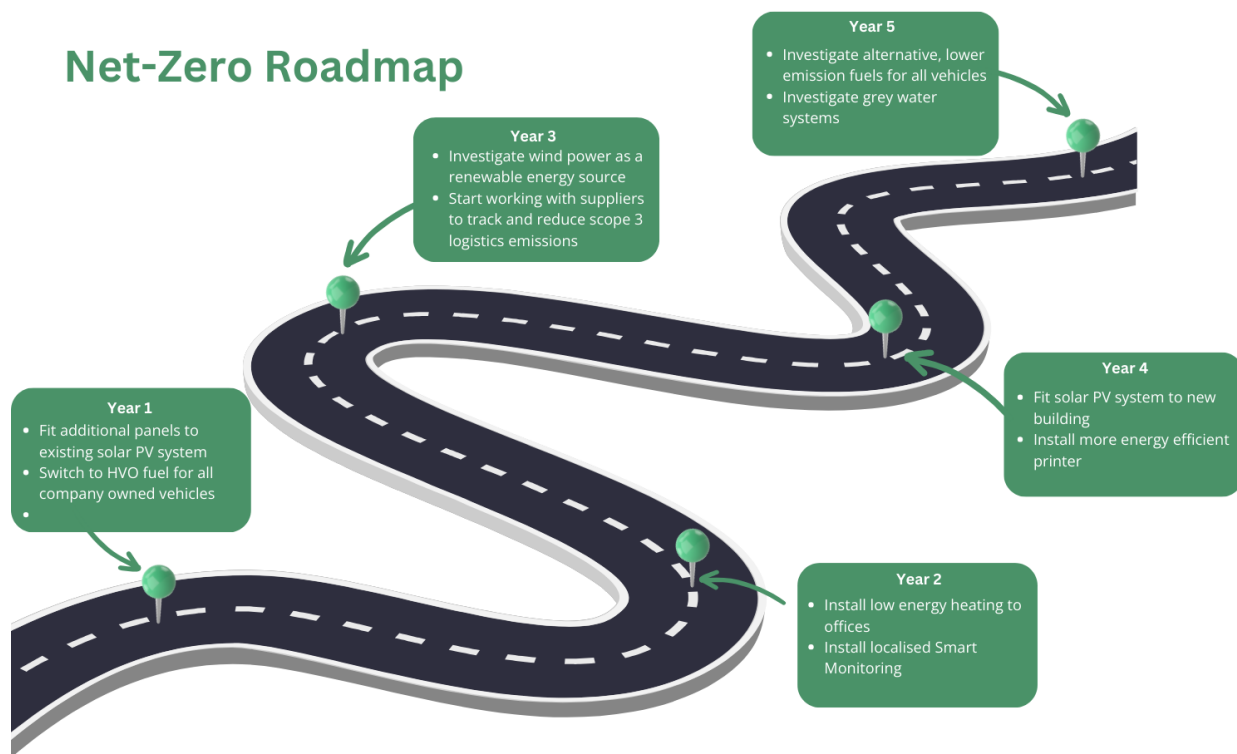 Net-Zero Roadmap
Year 1
• Fit additional panels to
existing solar PV system
• Switch to HVO fuel for all
company owned vehicles
•
Year 2
• Install low energy heating to
offices
• Install localised Smart
Monitoring
Year 3
• Investigate wind power as a
renewable energy source
• Start working with suppliers
to track and reduce scope 3
logistics emissions
Year 4
• Fit solar PV system to new
building
• Install more energy efficient
printer
Year 5
• Investigate alternative, lower
emission fuels for all vehicles
• Investigate grey water
systems